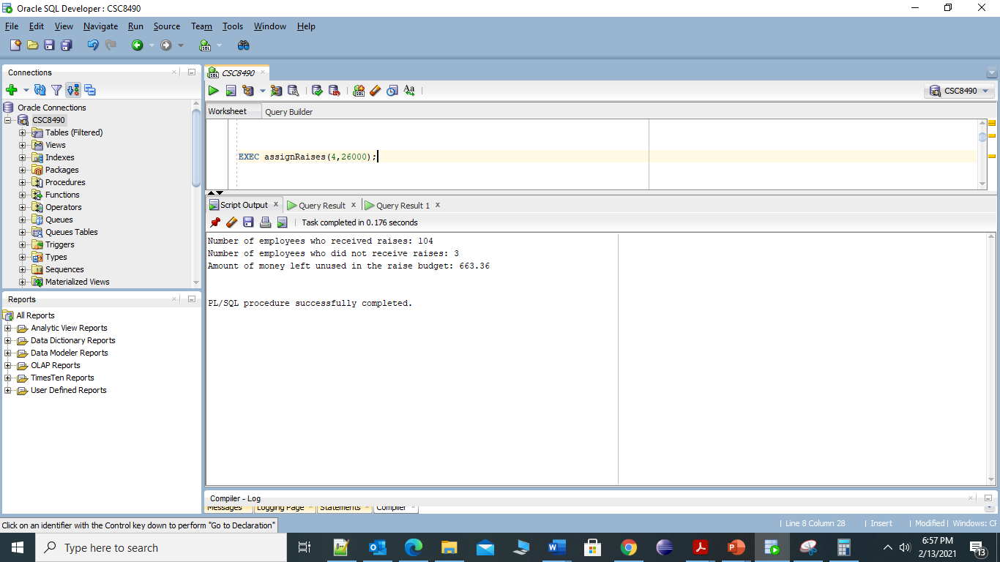 Oracle SQL Developer : CSC8490
File Edit View Navigate Run Source Team Tools Window Help
Connections
Oracle Connections
CSC8490
Tables (Filtered)
Views
Indexes
Packages
Procedures
Functions
Operators
Queues
Queues Tables
Triggers
Types
Sequences
Materialized Views
Reports
All Reports
Analytic View Reports
Data Dictionary Reports
Data Modeler Reports
OLAP Reports
TimesTen Reports
User Defined Reports
CSC8490
CSC8490
Worksheet Query Builder
EXEC assignRaises(4,26000);
Script Output x Query Result x Query Result 1 x
Task completed in 0.176 seconds
Number of employees who received raises: 104
Number of employees who did not receive raises: 3
Amount of money left unused in the raise budget: 663.36
PL/SQL procedure successfully completed.
Compiler - Log
Messages Logging Page Statements Compiler
Click on an identifier with the Control key down to perform "Go to Declaration"
Line 8 Column 28 Insert Modified Windows: CF
Type here to search
6:57 PM
2/13/2021
13